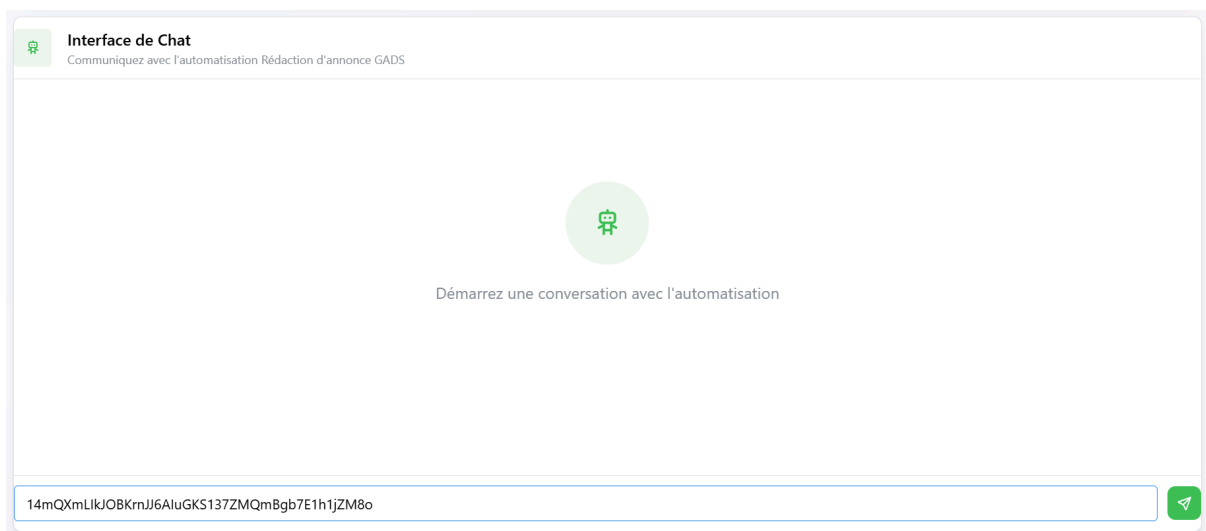 Interface de Chat
Communiquez avec l'automatisation Rédaction d'annonce GADS
Démarrez une conversation avec l'automatisation
14mQXmLIkJOBKrnJJ6AIuGKS137ZMQmBgb7E1h1jZM8o